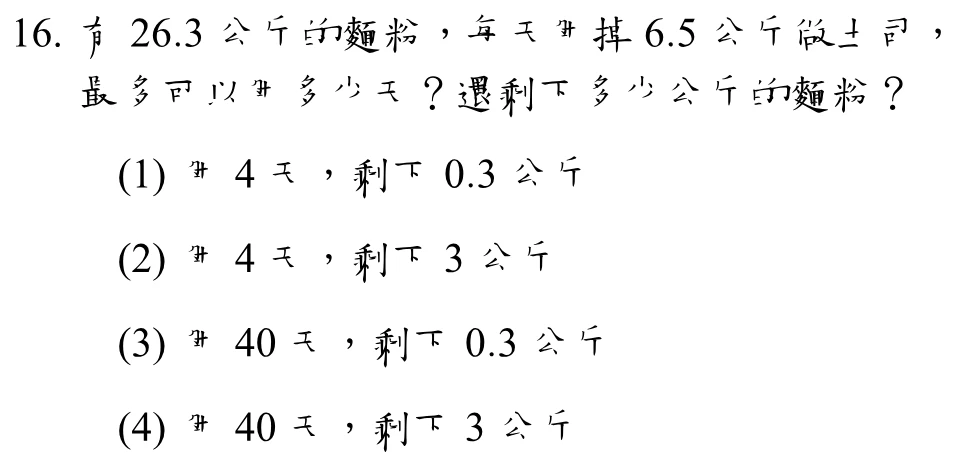 16. 有 26.3 公斤的麵粉，每天用掉 6.5 公斤做土司，
最多可以用多少天？還剩下多少公斤的麵粉？
(1) 用 4 天，剩下 0.3 公斤
(2) 用 4 天，剩下 3 公斤
(3) 用 40 天，剩下 0.3 公斤
(4) 用 40 天，剩下 3 公斤